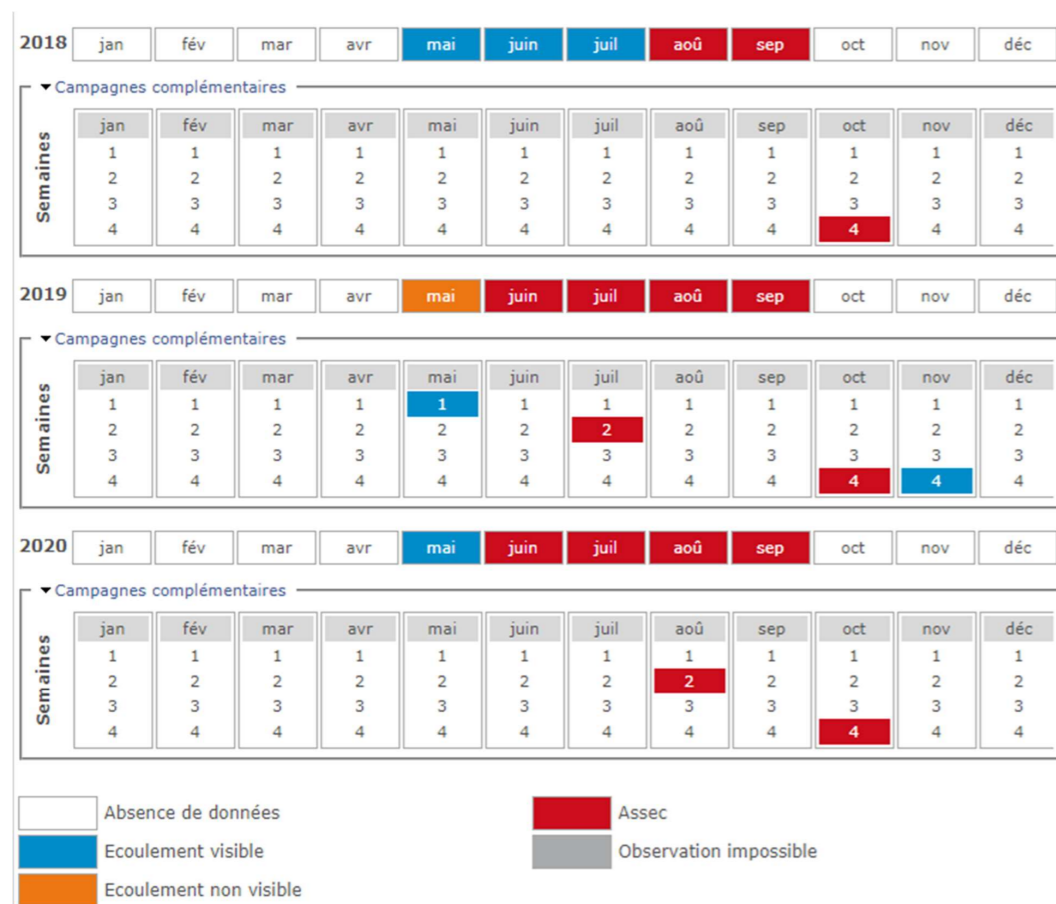 2018 jan fév mar avr mai juin juil aoû sep oct nov déc
Campagnes complémentaires
Semaines
jan fév mar avr mai juin juil aoû sep oct nov déc
1 1 1 1 1 1 1 1 1 1 1 1
2 2 2 2 2 2 2 2 2 2 2 2
3 3 3 3 3 3 3 3 3 3 3 3
4 4 4 4 4 4 4 4 4 4 4 4
2019 jan fév mar avr mai juin juil aoû sep oct nov déc
Campagnes complémentaires
Semaines
jan fév mar avr mai juin juil aoû sep oct nov déc
1 1 1 1 1 1 1 1 1 1 1 1
2 2 2 2 2 2 2 2 2 2 2 2
3 3 3 3 3 3 3 3 3 3 3 3
4 4 4 4 4 4 4 4 4 4 4 4
2020 jan fév mar avr mai juin juil aoû sep oct nov déc
Campagnes complémentaires
Semaines
jan fév mar avr mai juin juil aoû sep oct nov déc
1 1 1 1 1 1 1 1 1 1 1 1
2 2 2 2 2 2 2 2 2 2 2 2
3 3 3 3 3 3 3 3 3 3 3 3
4 4 4 4 4 4 4 4 4 4 4 4
Absence de données Assec
Ecoulement visible Observation impossible
Ecoulement non visible